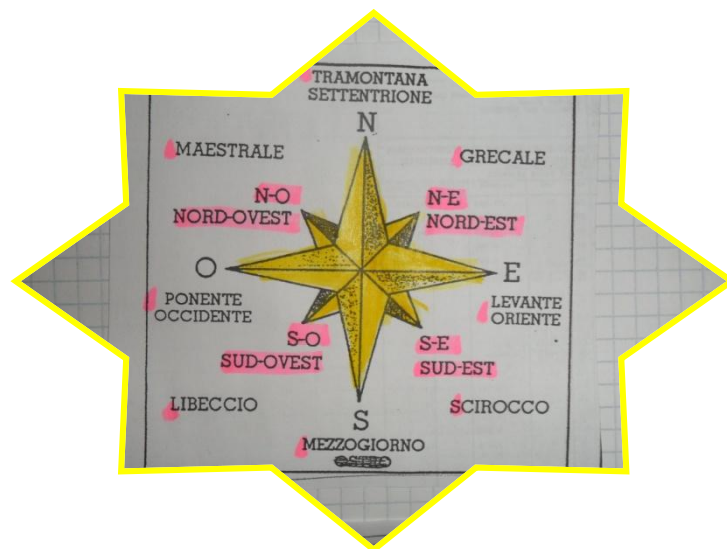 TRAMONTANA
SETTENTRIONE
N
MAESTRALE
GRECALE
N-O
NORD-OVEST
N-E
NORD-EST
O
E
PONENTE
OCCIDENTE
LEVANTE
ORIENTE
S-O
SUD-OVEST
S-E
SUD-EST
LIBECCIO
SCIROCCO
S
MEZZOGIORNO